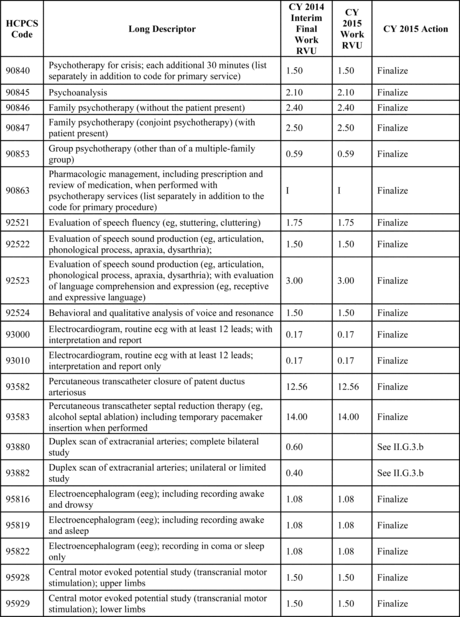 HCPCS Code | Long Descriptor | CY 2014 Interim Final Work RVU | CY 2015 Work RVU | CY 2015 Action
90840 | Psychotherapy for crisis; each additional 30 minutes (list separately in addition to code for primary service) | 1.50 | 1.50 | Finalize
90845 | Psychoanalysis | 2.10 | 2.10 | Finalize
90846 | Family psychotherapy (without the patient present) | 2.40 | 2.40 | Finalize
90847 | Family psychotherapy (conjoint psychotherapy) (with patient present) | 2.50 | 2.50 | Finalize
90853 | Group psychotherapy (other than of a multiple-family group) | 0.59 | 0.59 | Finalize
90863 | Pharmacologic management, including prescription and review of medication, when performed with psychotherapy services (list separately in addition to the code for primary procedure) | I | I | Finalize
92521 | Evaluation of speech fluency (eg, stuttering, cluttering) | 1.75 | 1.75 | Finalize
92522 | Evaluation of speech sound production (eg, articulation, phonological process, apraxia, dysarthria); | 1.50 | 1.50 | Finalize
92523 | Evaluation of speech sound production (eg, articulation, phonological process, apraxia, dysarthria); with evaluation of language comprehension and expression (eg, receptive and expressive language) | 3.00 | 3.00 | Finalize
92524 | Behavioral and qualitative analysis of voice and resonance | 1.50 | 1.50 | Finalize
93000 | Electrocardiogram, routine ecg with at least 12 leads; with interpretation and report | 0.17 | 0.17 | Finalize
93010 | Electrocardiogram, routine ecg with at least 12 leads; interpretation and report only | 0.17 | 0.17 | Finalize
93582 | Percutaneous transcatheter closure of patent ductus arteriosus | 12.56 | 12.56 | Finalize
93583 | Percutaneous transcatheter septal reduction therapy (eg, alcohol septal ablation) including temporary pacemaker insertion when performed | 14.00 | 14.00 | Finalize
93880 | Duplex scan of extracranial arteries; complete bilateral study | 0.60 | | See II.G.3.b
93882 | Duplex scan of extracranial arteries; unilateral or limited study | 0.40 | | See II.G.3.b
95816 | Electroencephalogram (eeg); including recording awake and drowsy | 1.08 | 1.08 | Finalize
95819 | Electroencephalogram (eeg); including recording awake and asleep | 1.08 | 1.08 | Finalize
95822 | Electroencephalogram (eeg); recording in coma or sleep only | 1.08 | 1.08 | Finalize
95928 | Central motor evoked potential study (transcranial motor stimulation); upper limbs | 1.50 | 1.50 | Finalize
95929 | Central motor evoked potential study (transcranial motor stimulation); lower limbs | 1.50 | 1.50 | Finalize